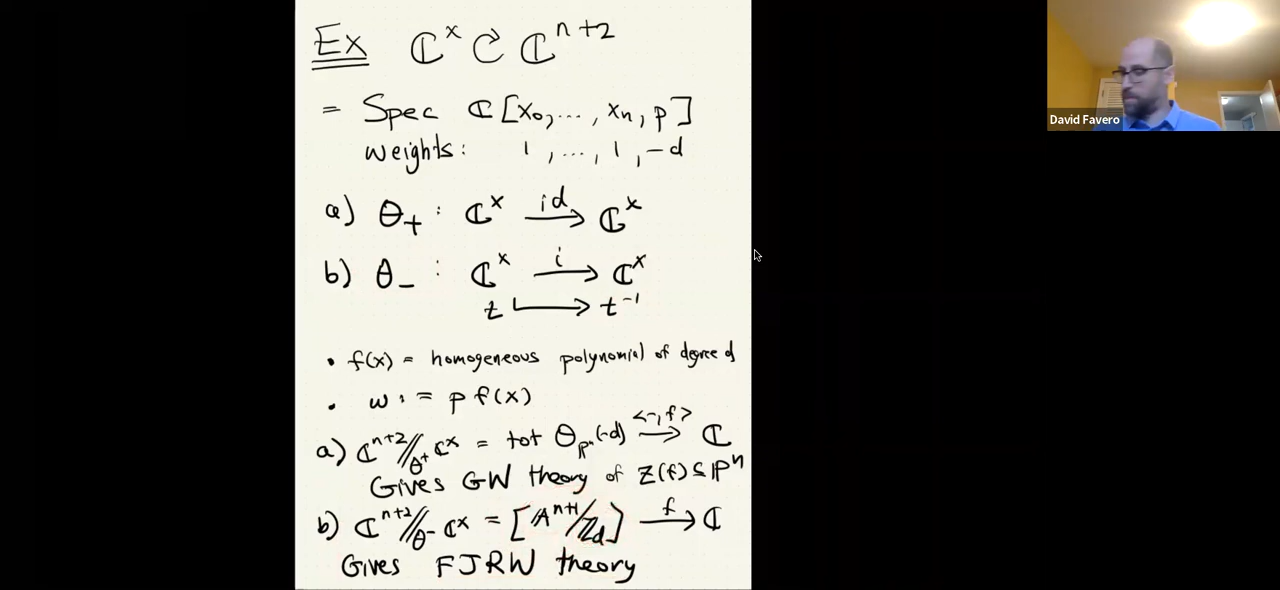 Ex ℂ^x ↻ ℂ^{n+2}
= Spec ℂ[x_0, ..., x_n, p]
weights: 1, ..., 1, -d
a) θ_+ : ℂ^x —id→ ℂ^x
b) θ_- : ℂ^x —i→ ℂ^x
z ⟼ t^{-1}
• f(x) = homogeneous polynomial of degree d
• w := p f(x)
a) ℂ^{n+2}//_{θ+} ℂ^x = tot O_{ℙ^n}(-d) —<-, f>→ ℂ
Gives GW theory of Z(f) ⊆ ℙ^n
b) ℂ^{n+2}//_{θ-} ℂ^x = [𝔸^{n+1}/ℤ_d] —f→ ℂ
Gives FJRW theory
David Favero